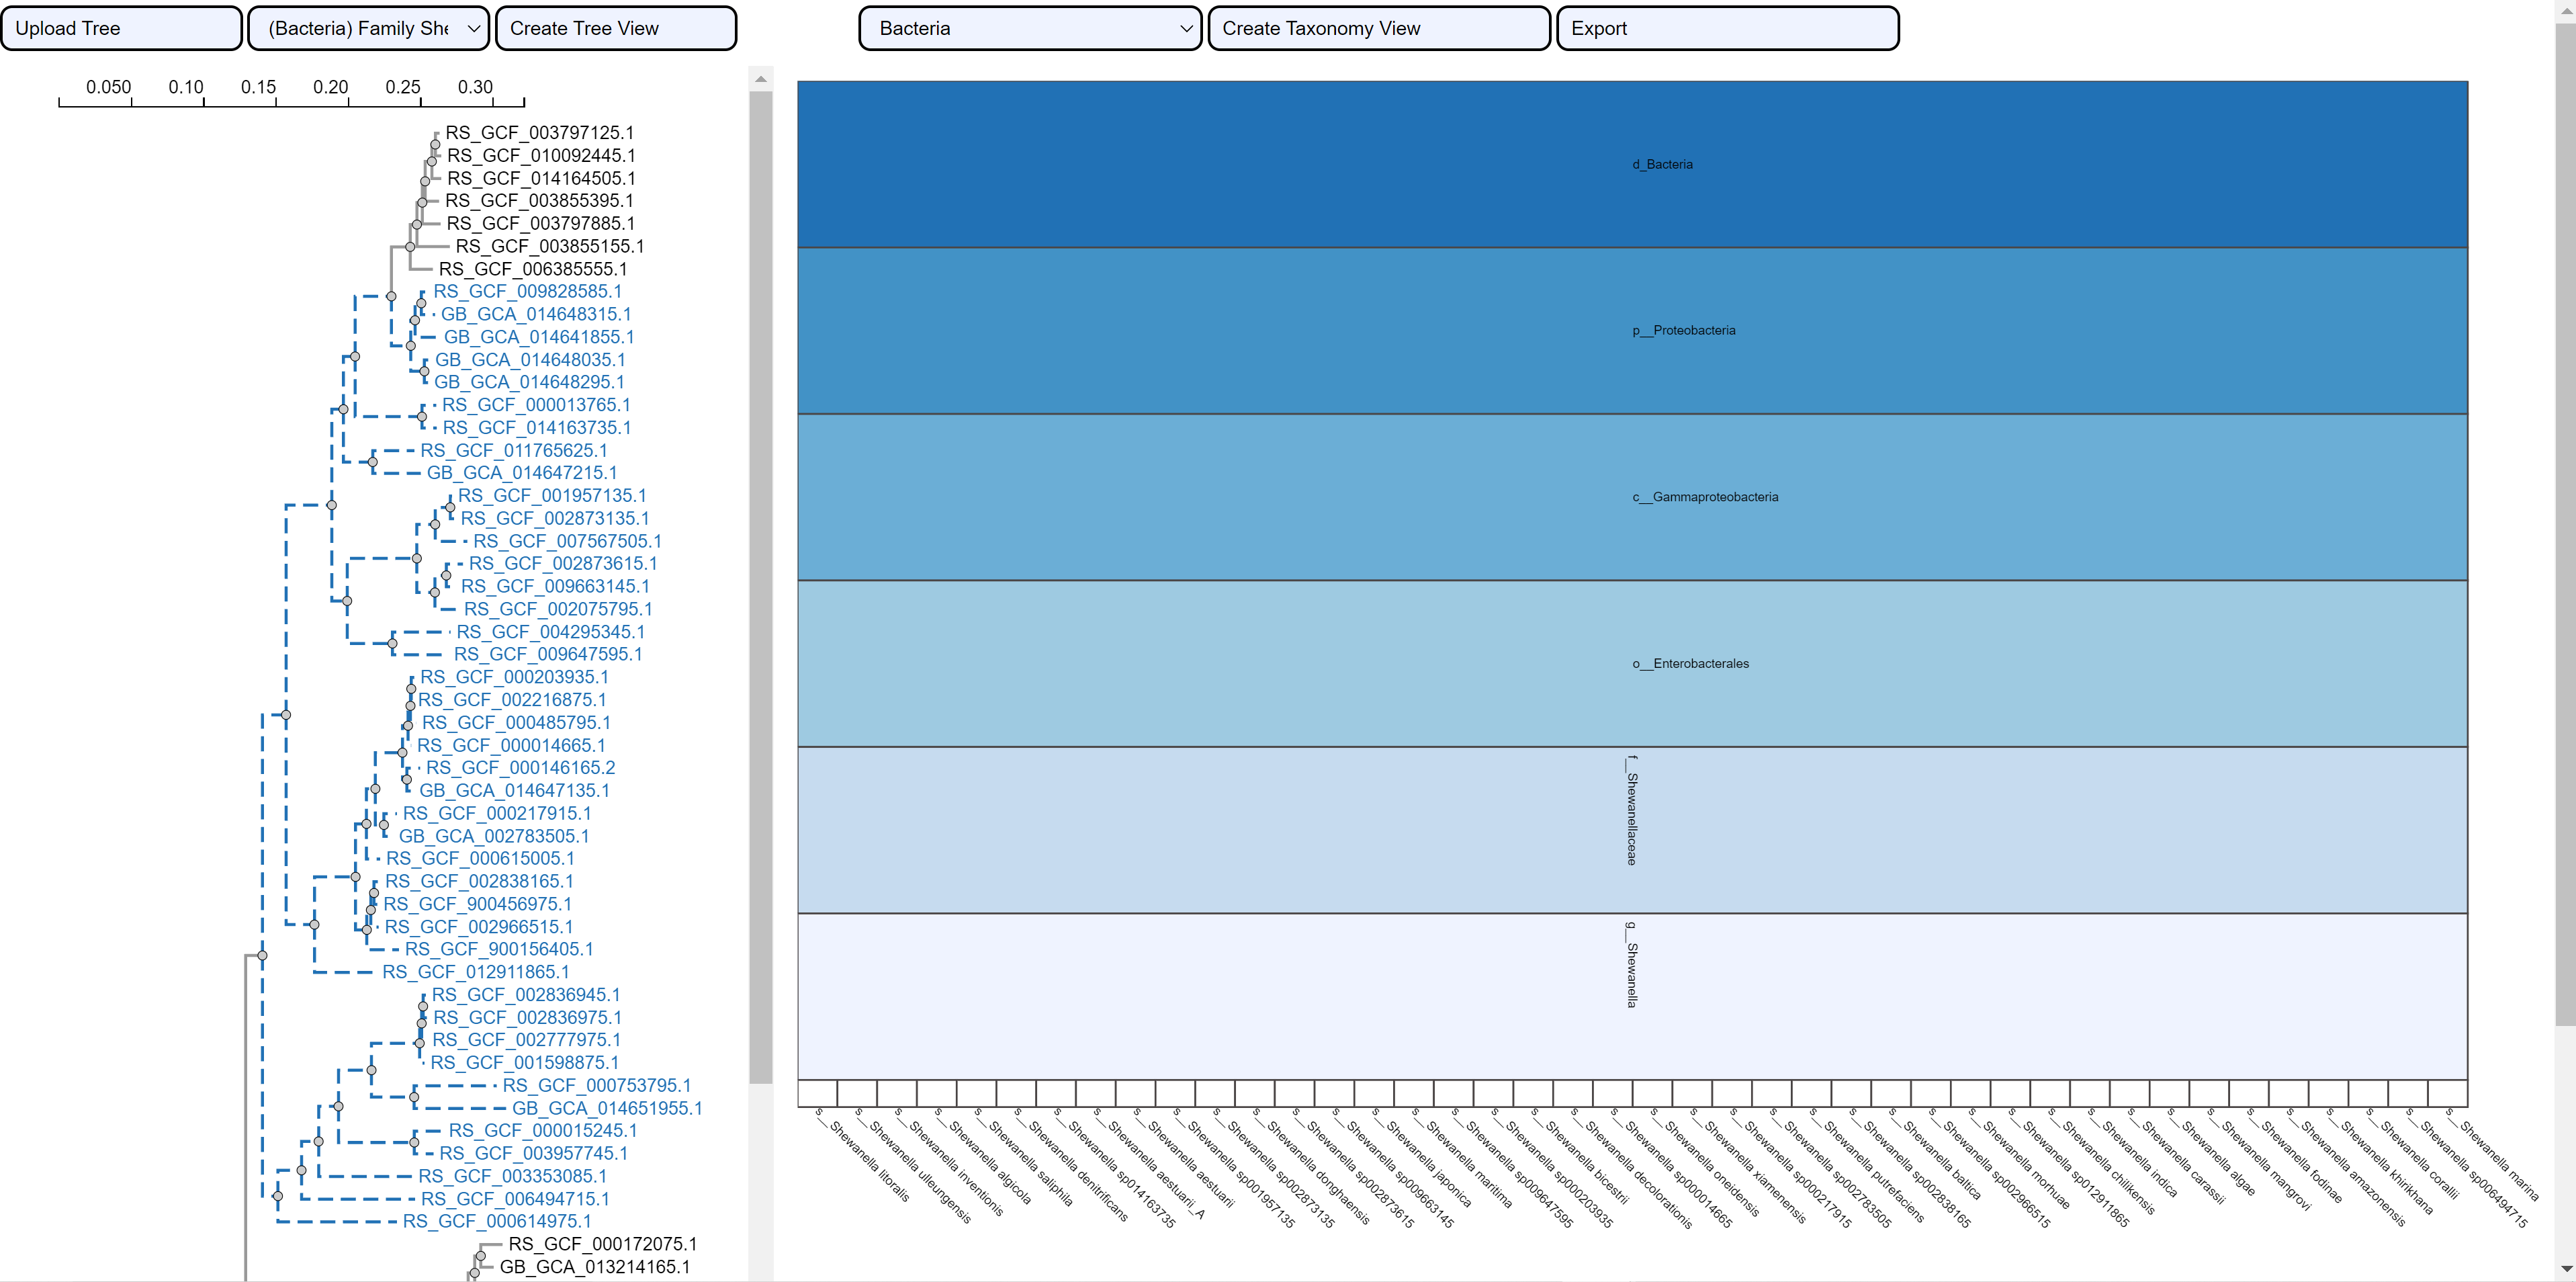 Upload Tree
(Bacteria) Family She
Create Tree View
Bacteria
Create Taxonomy View
Export
0.050 0.10 0.15 0.20 0.25 0.30
RS_GCF_003797125.1
RS_GCF_010092445.1
RS_GCF_014164505.1
RS_GCF_003855395.1
RS_GCF_003797885.1
RS_GCF_003855155.1
RS_GCF_006385555.1
RS_GCF_009828585.1
GB_GCA_014648315.1
GB_GCA_014641855.1
GB_GCA_014648035.1
GB_GCA_014648295.1
RS_GCF_000013765.1
RS_GCF_014163735.1
RS_GCF_011765625.1
GB_GCA_014647215.1
RS_GCF_001957135.1
RS_GCF_002873135.1
RS_GCF_007567505.1
RS_GCF_002873615.1
RS_GCF_009663145.1
RS_GCF_002075795.1
RS_GCF_004295345.1
RS_GCF_009647595.1
RS_GCF_000203935.1
RS_GCF_002216875.1
RS_GCF_000485795.1
RS_GCF_000014665.1
RS_GCF_000146165.2
GB_GCA_014647135.1
RS_GCF_000217915.1
GB_GCA_002783505.1
RS_GCF_000615005.1
RS_GCF_002838165.1
RS_GCF_900456975.1
RS_GCF_002966515.1
RS_GCF_900156405.1
RS_GCF_012911865.1
RS_GCF_002836945.1
RS_GCF_002836975.1
RS_GCF_002777975.1
RS_GCF_001598875.1
RS_GCF_000753795.1
GB_GCA_014651955.1
RS_GCF_000015245.1
RS_GCF_003957745.1
RS_GCF_003353085.1
RS_GCF_006494715.1
RS_GCF_000614975.1
RS_GCF_000172075.1
GB_GCA_013214165.1
d_Bacteria
p__Proteobacteria
c__Gammaproteobacteria
o__Enterobacterales
f__Shewanellaceae
g__Shewanella
s__Shewanella litoralis
s__Shewanella ulleungensis
s__Shewanella inventionis
s__Shewanella algicola
s__Shewanella saliphila
s__Shewanella denitrificans
s__Shewanella sp014163735
s__Shewanella aestuarii_A
s__Shewanella aestuarii
s__Shewanella sp001957135
s__Shewanella sp002873135
s__Shewanella donghaensis
s__Shewanella sp002873615
s__Shewanella sp009663145
s__Shewanella japonica
s__Shewanella maritima
s__Shewanella sp009647595
s__Shewanella sp000203935
s__Shewanella bicestrii
s__Shewanella decolorationis
s__Shewanella sp000014665
s__Shewanella oneidensis
s__Shewanella xiamenensis
s__Shewanella sp000217915
s__Shewanella sp002783505
s__Shewanella putrefaciens
s__Shewanella sp002838165
s__Shewanella baltica
s__Shewanella sp002966515
s__Shewanella morhuae
s__Shewanella sp012911865
s__Shewanella chilikensis
s__Shewanella indica
s__Shewanella carassii
s__Shewanella algae
s__Shewanella mangrovi
s__Shewanella fodinae
s__Shewanella amazonensis
s__Shewanella khirikhana
s__Shewanella corallii
s__Shewanella sp006494715
s__Shewanella marina